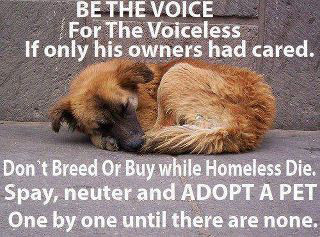 BE THE VOICE
For The Voiceless
If only his owners had cared.
Don`t Breed Or Buy while Homeless Die.
Spay, neuter and ADOPT A PET
One by one until there are none.